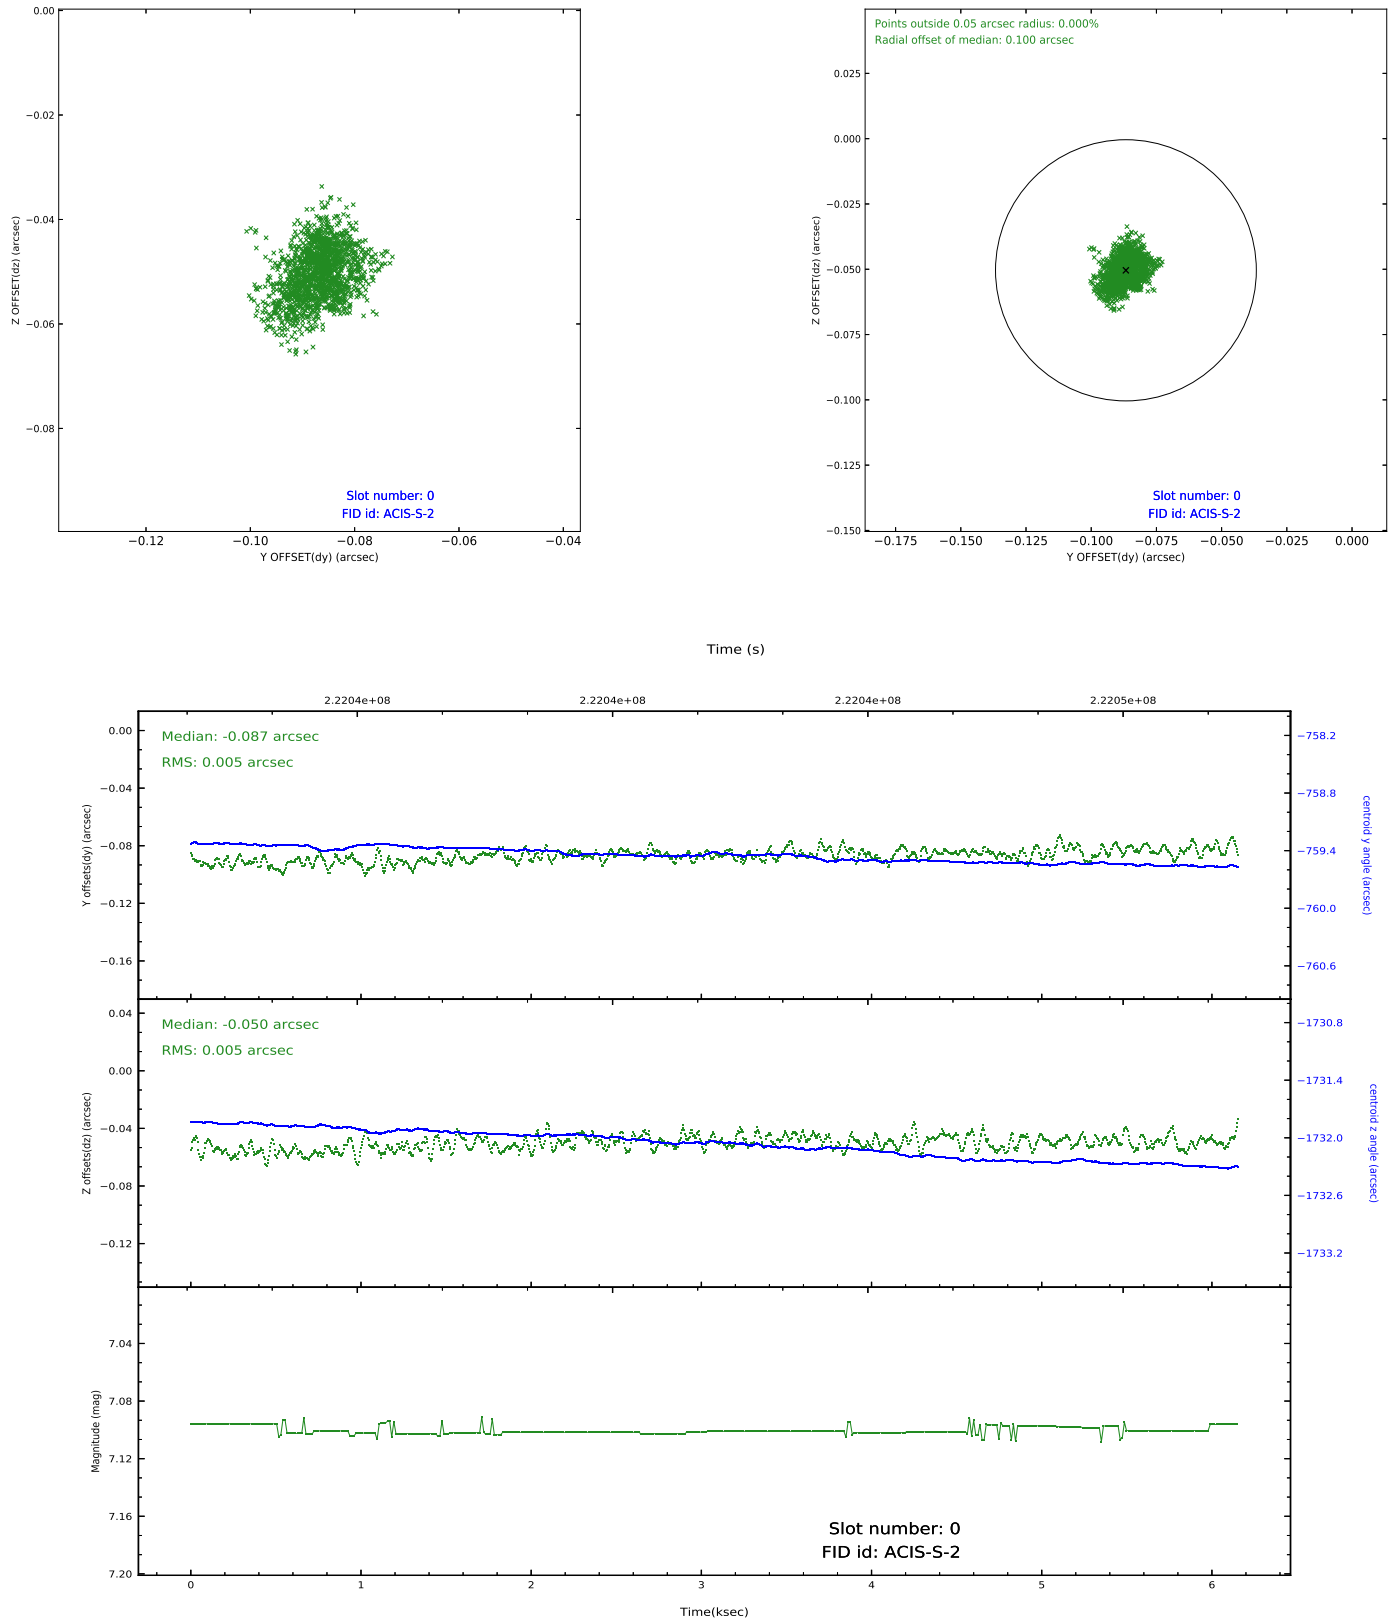 0.00
−0.02
−0.04
−0.06
−0.08
Z OFFSET(dz) (arcsec)
Slot number: 0
FID id: ACIS-S-2
−0.12
−0.10
−0.08
−0.06
−0.04
Y OFFSET(dy) (arcsec)
Points outside 0.05 arcsec radius: 0.000%
Radial offset of median: 0.100 arcsec
0.025
0.000
−0.025
−0.050
−0.075
−0.100
−0.125
−0.150
Z OFFSET(dz) (arcsec)
Slot number: 0
FID id: ACIS-S-2
−0.175
−0.150
−0.125
−0.100
−0.075
−0.050
−0.025
0.000
Y OFFSET(dy) (arcsec)
Time (s)
2.2204e+08
2.2204e+08
2.2204e+08
2.2205e+08
Median: -0.087 arcsec
RMS: 0.005 arcsec
0.00
−0.04
−0.08
−0.12
−0.16
Y offsets(dy) (arcsec)
−758.2
−758.8
−759.4
−760.0
−760.6
centroid y angle (arcsec)
Median: -0.050 arcsec
RMS: 0.005 arcsec
0.04
0.00
−0.04
−0.08
−0.12
Z offsets(dz) (arcsec)
−1730.8
−1731.4
−1732.0
−1732.6
−1733.2
centroid z angle (arcsec)
7.04
7.08
7.12
7.16
7.20
Magnitude (mag)
Slot number: 0
FID id: ACIS-S-2
0
1
2
3
4
5
6
Time(ksec)